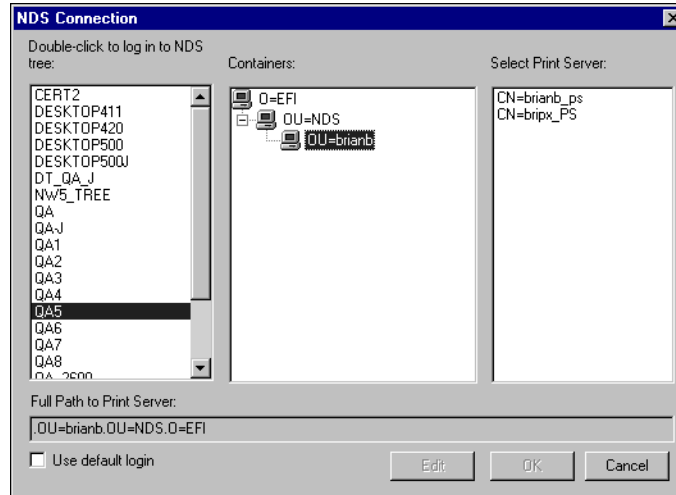 NDS Connection
Double-click to log in to NDS
tree:
Containers:
Select Print Server:
CERT2
DESKTOP411
DESKTOP420
DESKTOP500
DESKTOP500J
DT_QA_J
NW5_TREE
QA
QA-J
QA1
QA2
QA3
QA4
QA5
QA6
QA7
QA8
QA_2600
O=EFI
OU=NDS
OU=brianb
CN=brianb_ps
CN=bripx_PS
Full Path to Print Server:
.OU=brianb.OU=NDS.O=EFI
Use default login
Edit
OK
Cancel